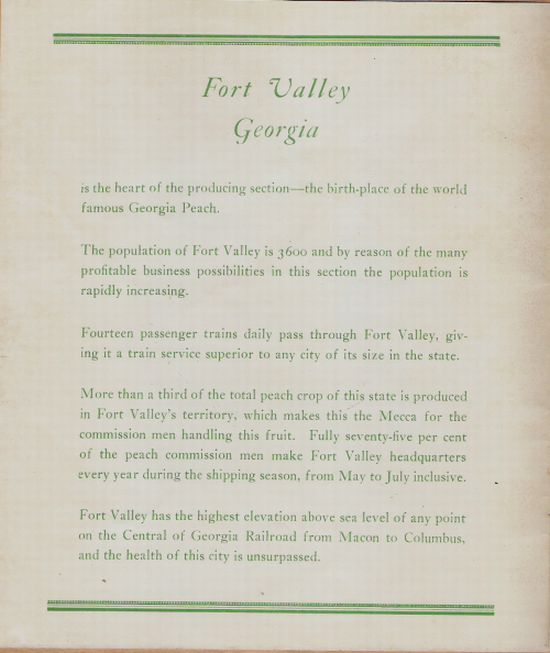 Fort Valley
Georgia
is the heart of the producing section—the birth-place of the world
famous Georgia Peach.
The population of Fort Valley is 3600 and by reason of the many
profitable business possibilities in this section the population is
rapidly increasing.
Fourteen passenger trains daily pass through Fort Valley, giv-
ing it a train service superior to any city of its size in the state.
More than a third of the total peach crop of this state is produced
in Fort Valley's territory, which makes this the Mecca for the
commission men handling this fruit. Fully seventy-five per cent
of the peach commission men make Fort Valley headquarters
every year during the shipping season, from May to July inclusive.
Fort Valley has the highest elevation above sea level of any point
on the Central of Georgia Railroad from Macon to Columbus,
and the health of this city is unsurpassed.